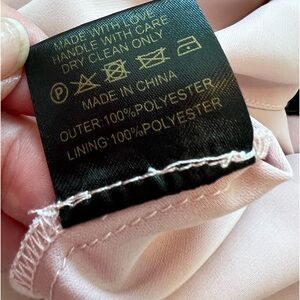 MADE WITH LOVE
HANDLE WITH CARE
DRY CLEAN ONLY
P
MADE IN CHINA
OUTER:100%POLYESTER
LINING:100%POLYESTER